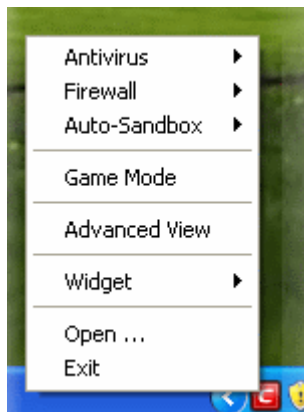 Antivirus
Firewall
Auto-Sandbox
Game Mode
Advanced View
Widget
Open ...
Exit
C